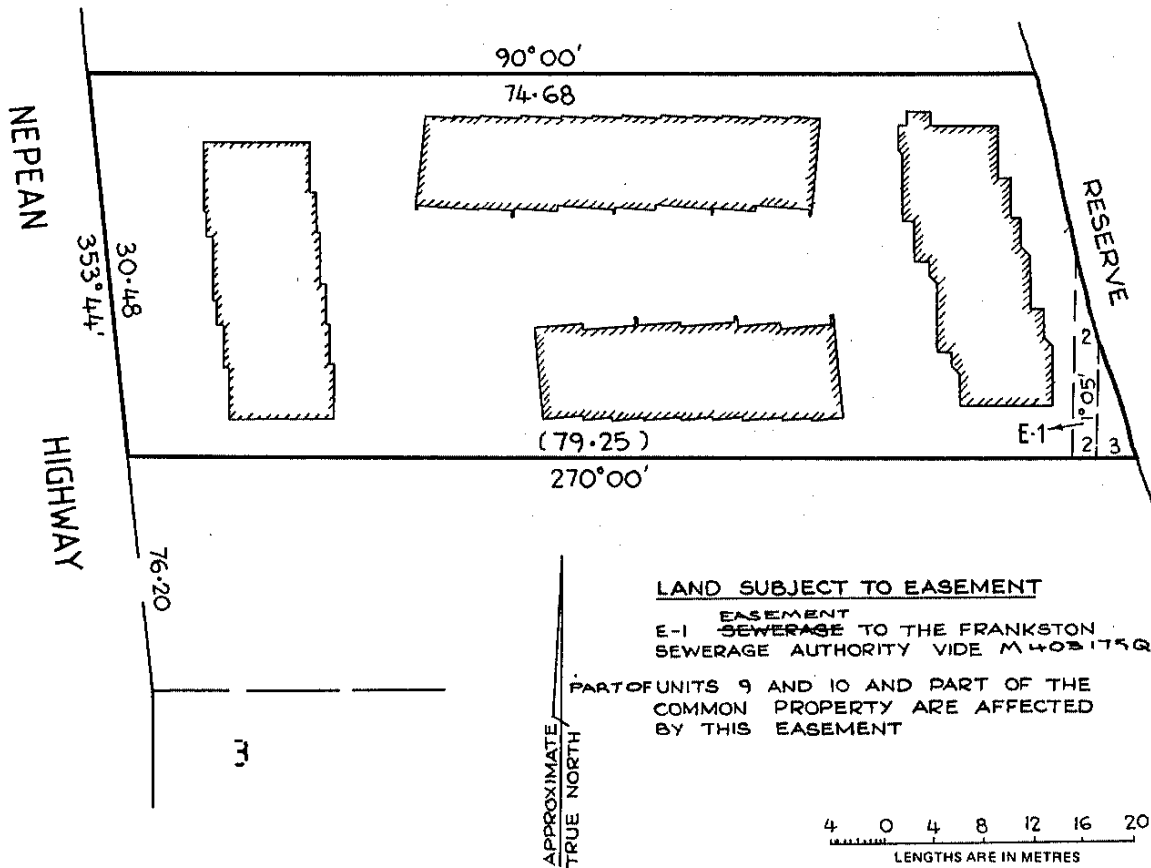 90°00'
74·68
NEPEAN
HIGHWAY
30·48
353°44'
RESERVE
2
1°05'
E·1
2
3
(79·25)
270°00'
76·20
3
LAND SUBJECT TO EASEMENT
EASEMENT
E-1 SEWERAGE TO THE FRANKSTON
SEWERAGE AUTHORITY VIDE M403175Q
PART OF UNITS 9 AND 10 AND PART OF THE
COMMON PROPERTY ARE AFFECTED
BY THIS EASEMENT
APPROXIMATE
TRUE NORTH
4 0 4 8 12 16 20
LENGTHS ARE IN METRES